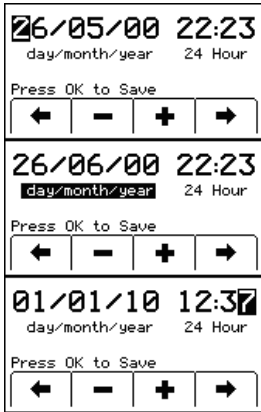 26/05/00 22:23
day/month/year 24 Hour
Press OK to Save
26/06/00 22:23
day/month/year 24 Hour
Press OK to Save
01/01/10 12:37
day/month/year 24 Hour
Press OK to Save